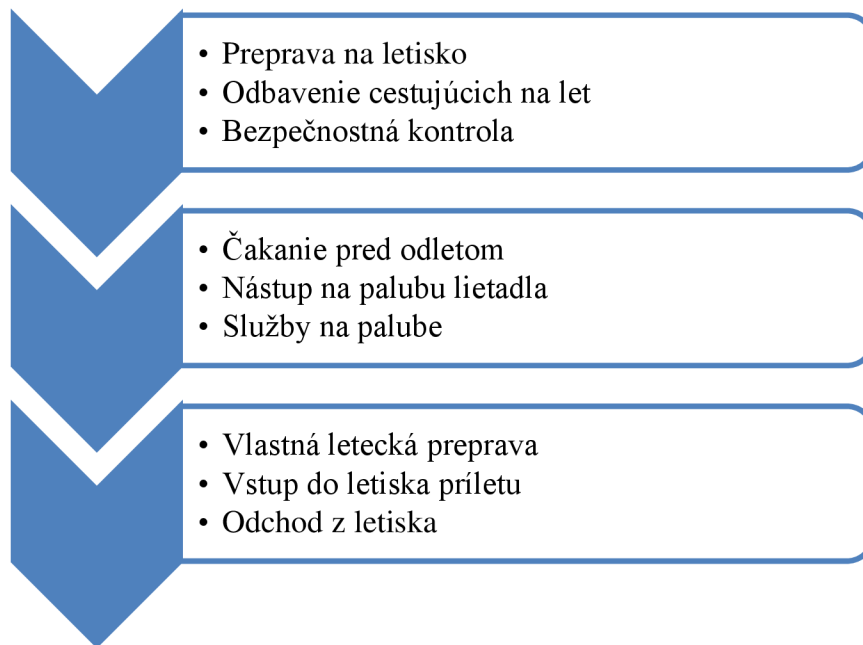 • Preprava na letisko
• Odbavenie cestujúcich na let
• Bezpečnostná kontrola
• Čakanie pred odletom
• Nástup na palubu lietadla
• Služby na palube
• Vlastná letecká preprava
• Vstup do letiska príletu
• Odchod z letiska